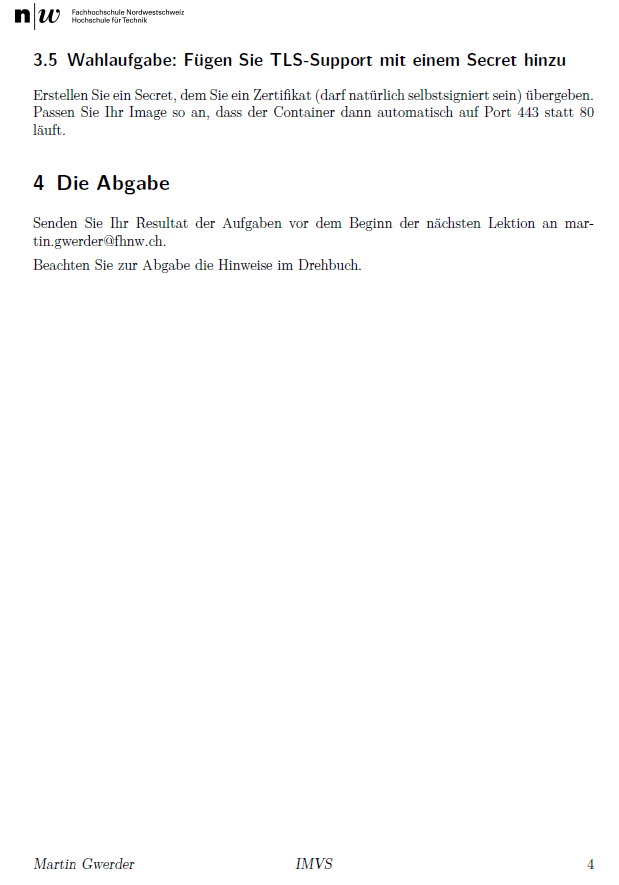 n|w Fachhochschule Nordwestschweiz
Hochschule für Technik
3.5 Wahlaufgabe: Fügen Sie TLS-Support mit einem Secret hinzu
Erstellen Sie ein Secret, dem Sie ein Zertifikat (darf natürlich selbstsigniert sein) übergeben.
Passen Sie Ihr Image so an, dass der Container dann automatisch auf Port 443 statt 80
läuft.
4 Die Abgabe
Senden Sie Ihr Resultat der Aufgaben vor dem Beginn der nächsten Lektion an mar-
tin.gwerder@fhnw.ch.
Beachten Sie zur Abgabe die Hinweise im Drehbuch.
Martin Gwerder IMVS 4